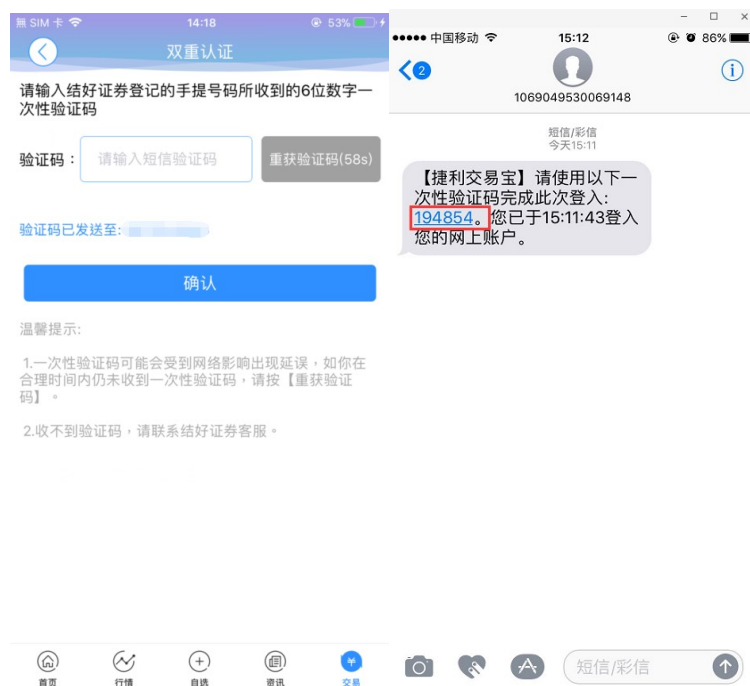 無 SIM 卡
14:18
53%
双重认证
请输入结好证券登记的手提号码所收到的6位数字一
次性验证码
验证码：
请输入短信验证码
重获验证码(58s)
验证码已发送至:
确认
温馨提示:
1.一次性验证码可能会受到网络影响出现延误，如你在
合理时间内仍未收到一次性验证码，请按【重获验证
码】。
2.收不到验证码，请联系结好证券客服。
首页
行情
自选
资讯
交易
中国移动
15:12
86%
2
1069049530069148
短信/彩信
今天15:11
【捷利交易宝】请使用以下一
次性验证码完成此次登入:
194854。您已于15:11:43登入
您的网上账户。
短信/彩信